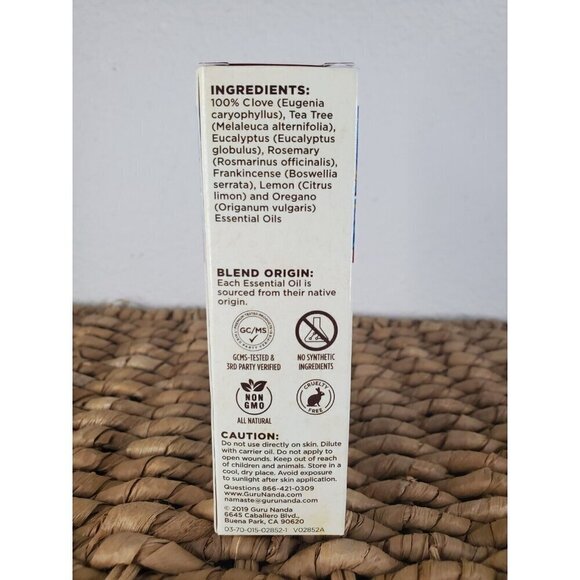 INGREDIENTS:
100% Clove (Eugenia
caryophyllus), Tea Tree
(Melaleuca alternifolia),
Eucalyptus (Eucalyptus
globulus), Rosemary
(Rosmarinus officinalis),
Frankincense (Boswellia
serrata), Lemon (Citrus
limon) and Oregano
(Origanum vulgaris)
Essential Oils
BLEND ORIGIN:
Each Essential Oil is
sourced from their native
origin.
GC/MS
GCMS-TESTED &
3RD PARTY VERIFIED
NO SYNTHETIC
INGREDIENTS
NON
GMO
ALL NATURAL
CRUELTY
FREE
CAUTION:
Do not use directly on skin. Dilute
with carrier oil. Do not apply to
open wounds. Keep out of reach
of children and animals. Store in a
cool, dry place. Avoid exposure
to sunlight after skin application.
Questions 866-421-0309
www.GuruNanda.com
namaste@gurunanda.com
© 2019 Guru Nanda
6645 Caballero Blvd.,
Buena Park, CA 90620
03-70-015-02852-1 V02852A